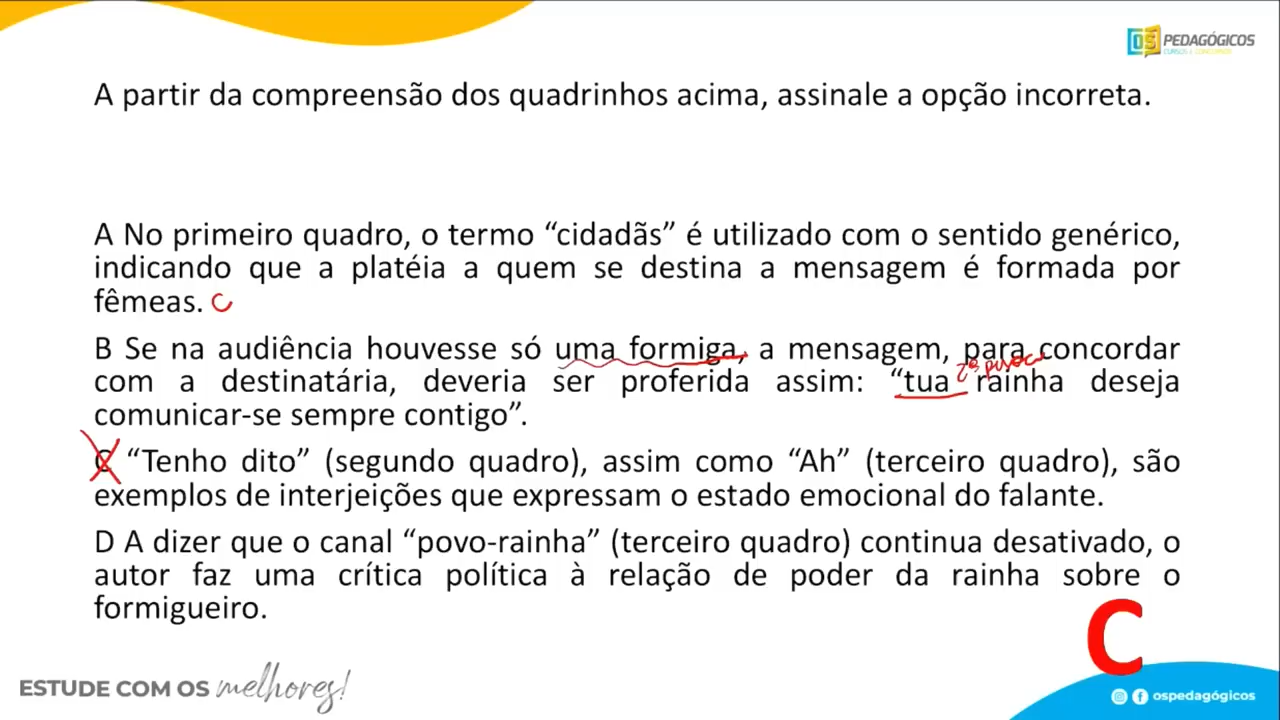 OS PEDAGÓGICOS
CURSOS E CONCURSOS
A partir da compreensão dos quadrinhos acima, assinale a opção incorreta.
A No primeiro quadro, o termo “cidadãs” é utilizado com o sentido genérico,
indicando que a platéia a quem se destina a mensagem é formada por
fêmeas. C
B Se na audiência houvesse só uma formiga, a mensagem, para concordar
com a destinatária, deveria ser proferida assim: “tua rainha deseja
comunicar-se sempre contigo”.
C “Tenho dito” (segundo quadro), assim como “Ah” (terceiro quadro), são
exemplos de interjeições que expressam o estado emocional do falante.
D A dizer que o canal “povo-rainha” (terceiro quadro) continua desativado, o
autor faz uma crítica política à relação de poder da rainha sobre o
formigueiro.
C
ESTUDE COM OS melhores!
ospedagógicos